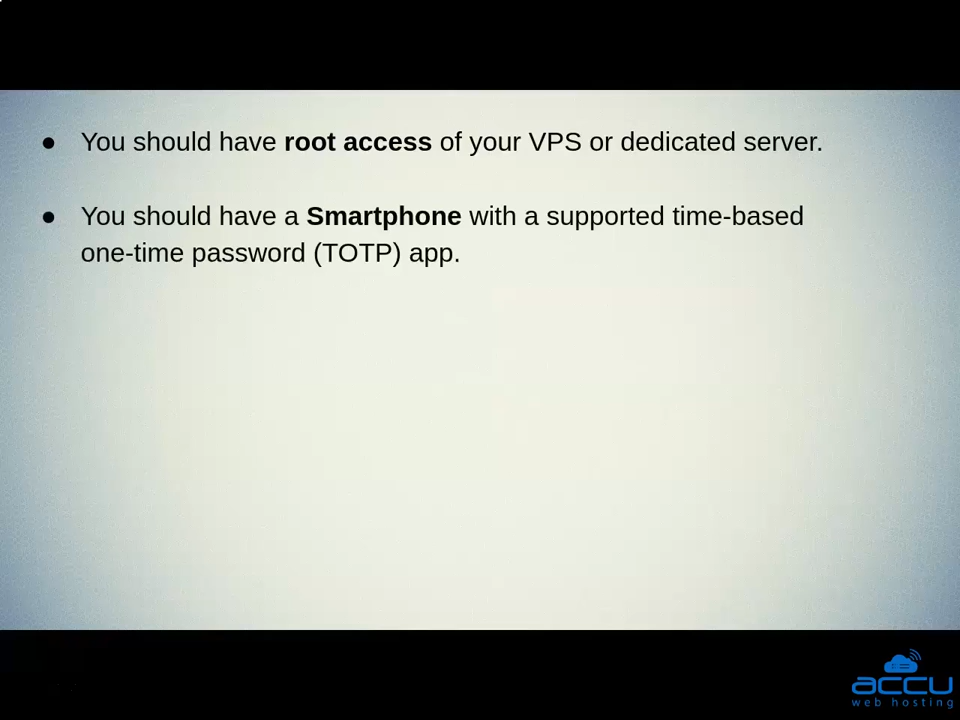 ● You should have root access of your VPS or dedicated server.
● You should have a Smartphone with a supported time-based
one-time password (TOTP) app.
accu
web hosting